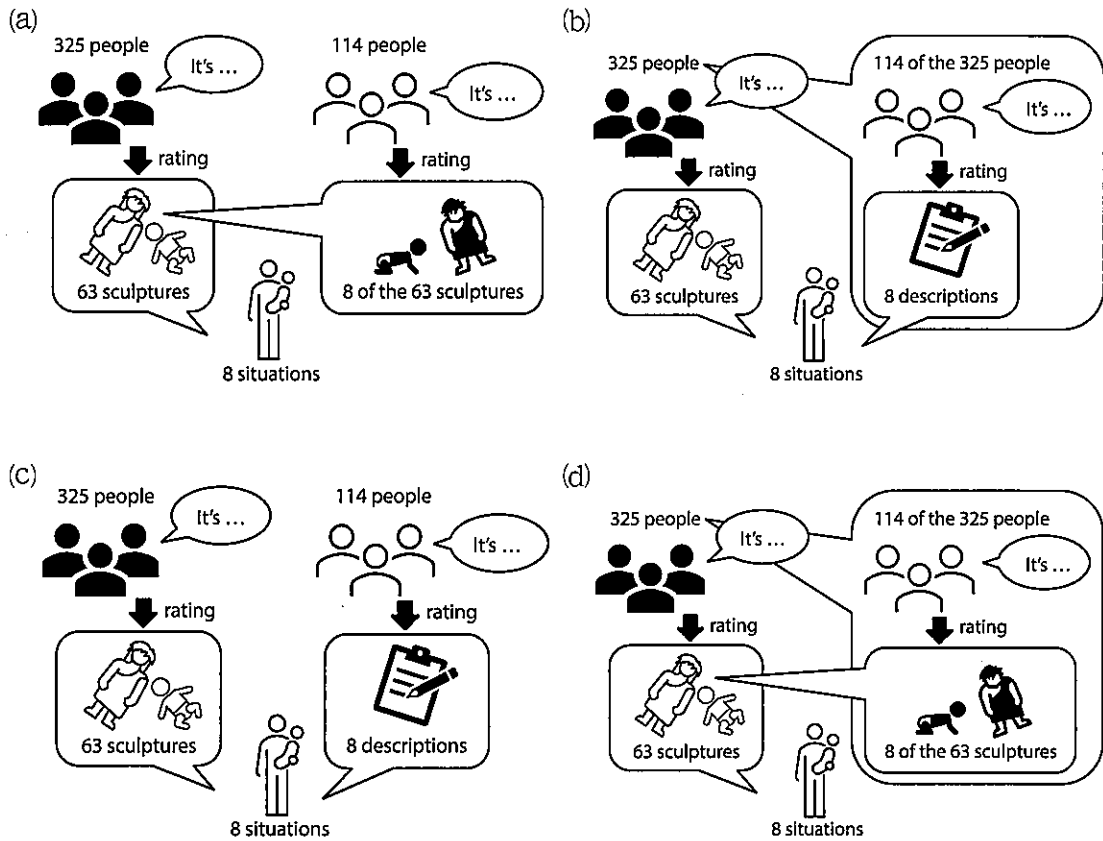 (a)
325 people
It's ...
114 people
It's ...
rating
rating
63 sculptures
8 of the 63 sculptures
8 situations
(b)
325 people
It's ...
114 of the 325 people
It's ...
rating
rating
63 sculptures
8 descriptions
8 situations
(c)
325 people
It's ...
114 people
It's ...
rating
rating
63 sculptures
8 descriptions
8 situations
(d)
325 people
It's ...
114 of the 325 people
It's ...
rating
rating
63 sculptures
8 of the 63 sculptures
8 situations